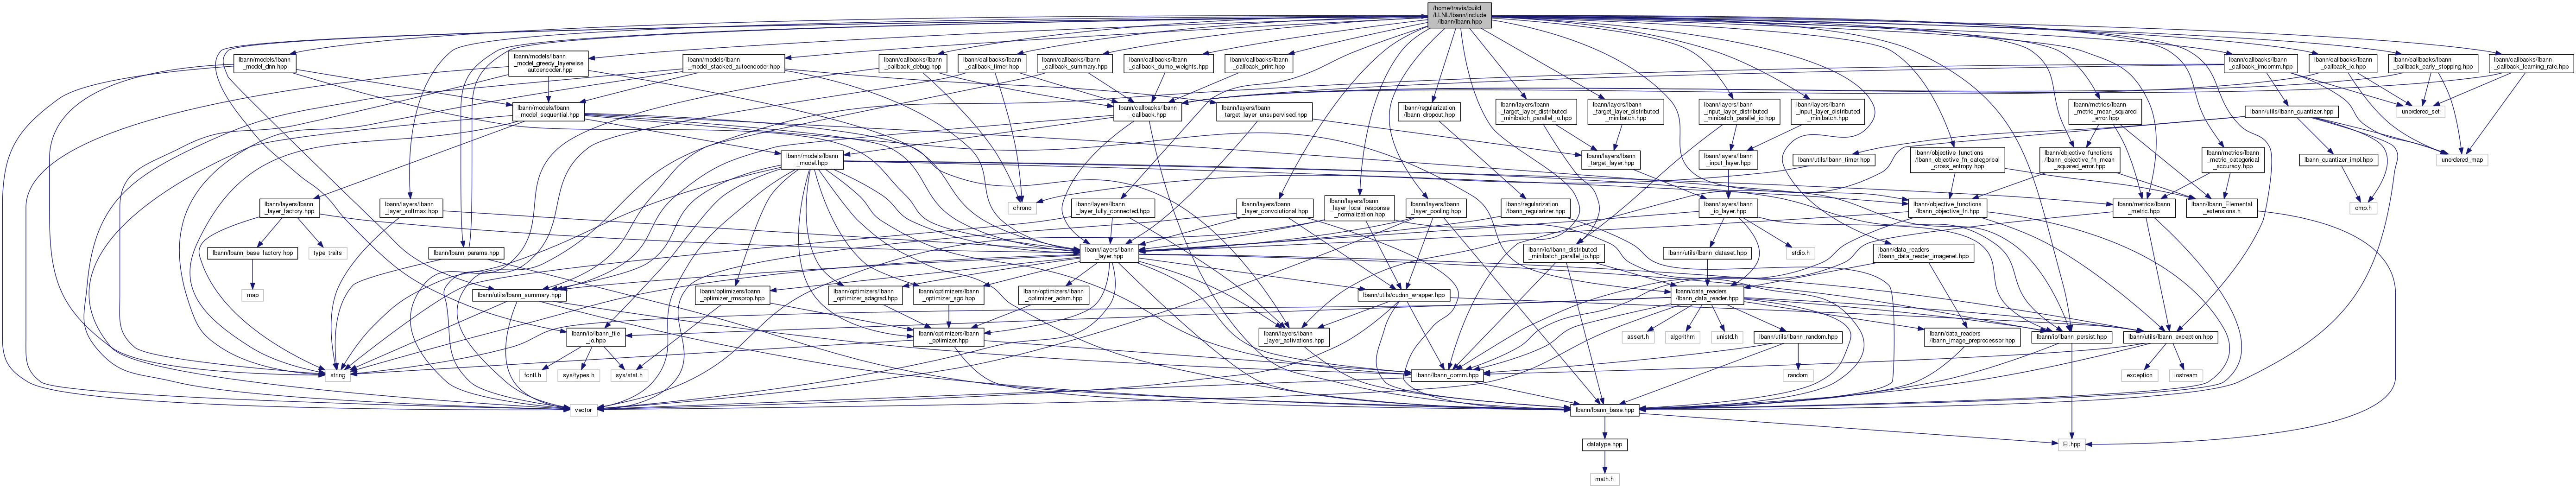 /home/travis/build
/LLNL/lbann/include
/lbann/lbann.hpp
lbann/models/lbann
_model_dnn.hpp
lbann/models/lbann
_model_greedy_layerwise
_autoencoder.hpp
lbann/models/lbann
_model_stacked_autoencoder.hpp
lbann/callbacks/lbann
_callback_debug.hpp
lbann/callbacks/lbann
_callback_timer.hpp
lbann/callbacks/lbann
_callback_summary.hpp
lbann/callbacks/lbann
_callback_dump_weights.hpp
lbann/callbacks/lbann
_callback_print.hpp
lbann/callbacks/lbann
_callback_imcomm.hpp
lbann/callbacks/lbann
_callback_io.hpp
lbann/callbacks/lbann
_callback_early_stopping.hpp
lbann/callbacks/lbann
_callback_learning_rate.hpp
lbann/models/lbann
_model_sequential.hpp
lbann/callbacks/lbann
_callback.hpp
lbann/layers/lbann
_target_layer_unsupervised.hpp
lbann/regularization
/lbann_dropout.hpp
lbann/layers/lbann
_target_layer_distributed
_minibatch_parallel_io.hpp
lbann/layers/lbann
_target_layer_distributed
_minibatch.hpp
lbann/layers/lbann
_input_layer_distributed
_minibatch_parallel_io.hpp
lbann/layers/lbann
_input_layer_distributed
_minibatch.hpp
lbann/metrics/lbann
_metric_mean_squared
_error.hpp
lbann/utils/lbann_quantizer.hpp
unordered_set
lbann/models/lbann
_model.hpp
lbann/layers/lbann
_target_layer.hpp
lbann/layers/lbann
_input_layer.hpp
lbann/utils/lbann_timer.hpp
lbann/objective_functions
/lbann_objective_fn_categorical
_cross_entropy.hpp
lbann/objective_functions
/lbann_objective_fn_mean
_squared_error.hpp
lbann/metrics/lbann
_metric_categorical
_accuracy.hpp
lbann_quantizer_impl.hpp
unordered_map
lbann/layers/lbann
_layer_factory.hpp
lbann/layers/lbann
_layer_softmax.hpp
chrono
lbann/layers/lbann
_layer_fully_connected.hpp
lbann/layers/lbann
_layer_convolutional.hpp
lbann/layers/lbann
_layer_local_response
_normalization.hpp
lbann/layers/lbann
_layer_pooling.hpp
lbann/regularization
/lbann_regularizer.hpp
lbann/layers/lbann
_io_layer.hpp
lbann/objective_functions
/lbann_objective_fn.hpp
lbann/metrics/lbann
_metric.hpp
lbann/lbann_Elemental
_extensions.h
omp.h
lbann/lbann_base_factory.hpp
type_traits
lbann/lbann_params.hpp
lbann/layers/lbann
_layer.hpp
lbann/io/lbann_distributed
_minibatch_parallel_io.hpp
lbann/utils/lbann_dataset.hpp
stdio.h
lbann/data_readers
/lbann_data_reader_imagenet.hpp
map
lbann/utils/lbann_summary.hpp
lbann/optimizers/lbann
_optimizer_rmsprop.hpp
lbann/optimizers/lbann
_optimizer_adagrad.hpp
lbann/optimizers/lbann
_optimizer_sgd.hpp
lbann/optimizers/lbann
_optimizer_adam.hpp
lbann/utils/cudnn_wrapper.hpp
lbann/data_readers
/lbann_data_reader.hpp
lbann/io/lbann_file
_io.hpp
lbann/optimizers/lbann
_optimizer.hpp
lbann/layers/lbann
_layer_activations.hpp
assert.h
algorithm
unistd.h
lbann/utils/lbann_random.hpp
lbann/data_readers
/lbann_image_preprocessor.hpp
lbann/io/lbann_persist.hpp
lbann/utils/lbann_exception.hpp
string
fcntl.h
sys/types.h
sys/stat.h
lbann/lbann_comm.hpp
random
exception
iostream
vector
lbann/lbann_base.hpp
datatype.hpp
El.hpp
math.h